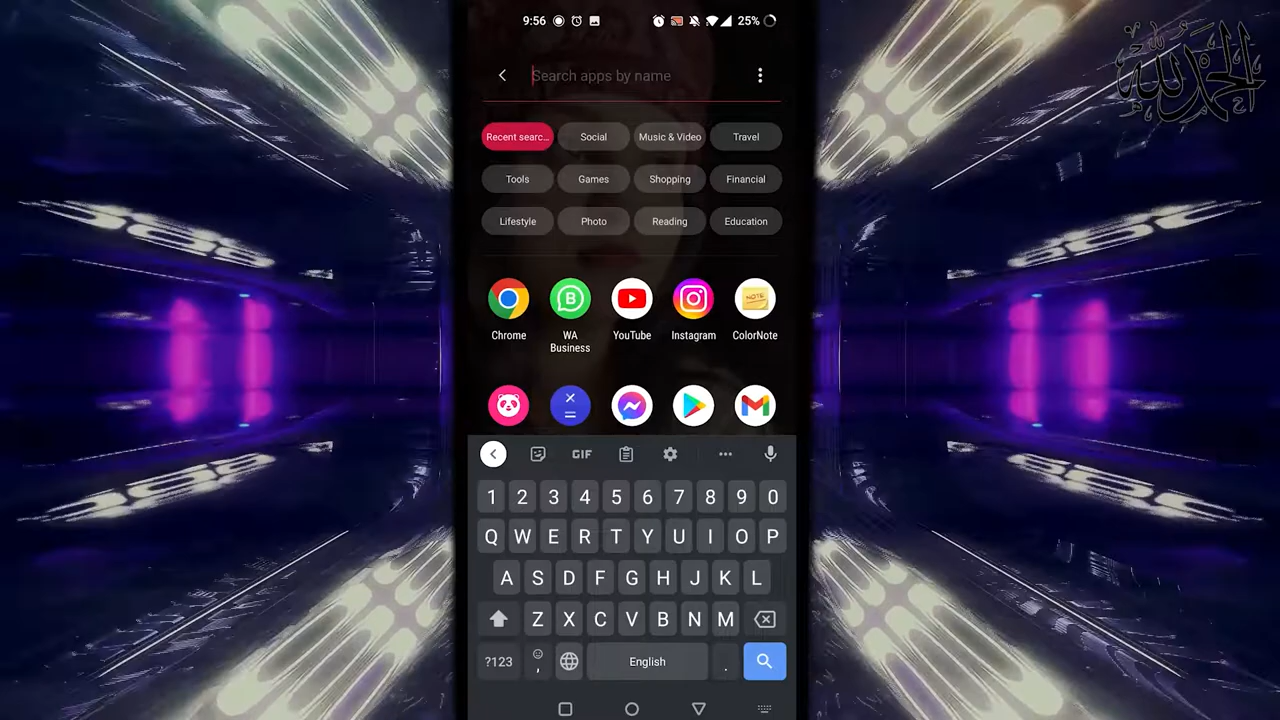 9:56
25%
الحمد لله
Search apps by name
Recent searc...
Social
Music & Video
Travel
Tools
Games
Shopping
Financial
Lifestyle
Photo
Reading
Education
NOTE
Chrome
WA Business
YouTube
Instagram
ColorNote
GIF
1 2 3 4 5 6 7 8 9 0
Q W E R T Y U I O P
A S D F G H J K L
Z X C V B N M
?123 , English .